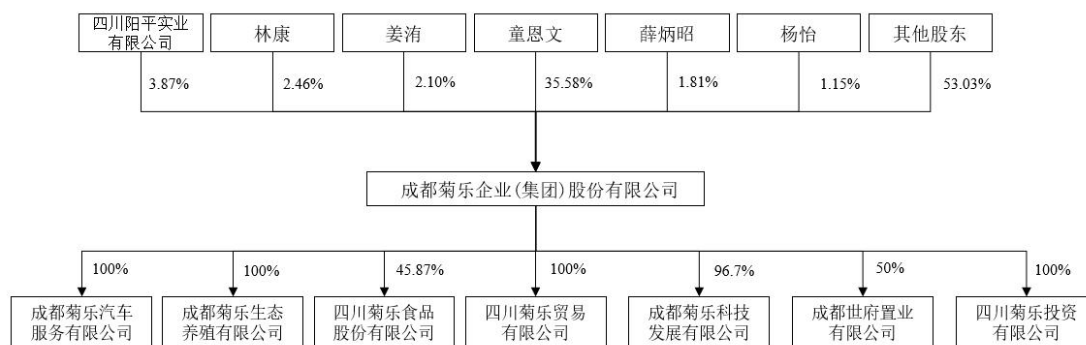 四川阳平实业
有限公司
林康
姜洧
童恩文
薛炳昭
杨怡
其他股东
3.87%
2.46%
2.10%
35.58%
1.81%
1.15%
53.03%
成都菊乐企业(集团)股份有限公司
100%
100%
45.87%
100%
96.7%
50%
100%
成都菊乐汽车
服务有限公司
成都菊乐生态
养殖有限公司
四川菊乐食品
股份有限公司
四川菊乐贸易
有限公司
成都菊乐科技
发展有限公司
成都世府置业
有限公司
四川菊乐投资
有限公司